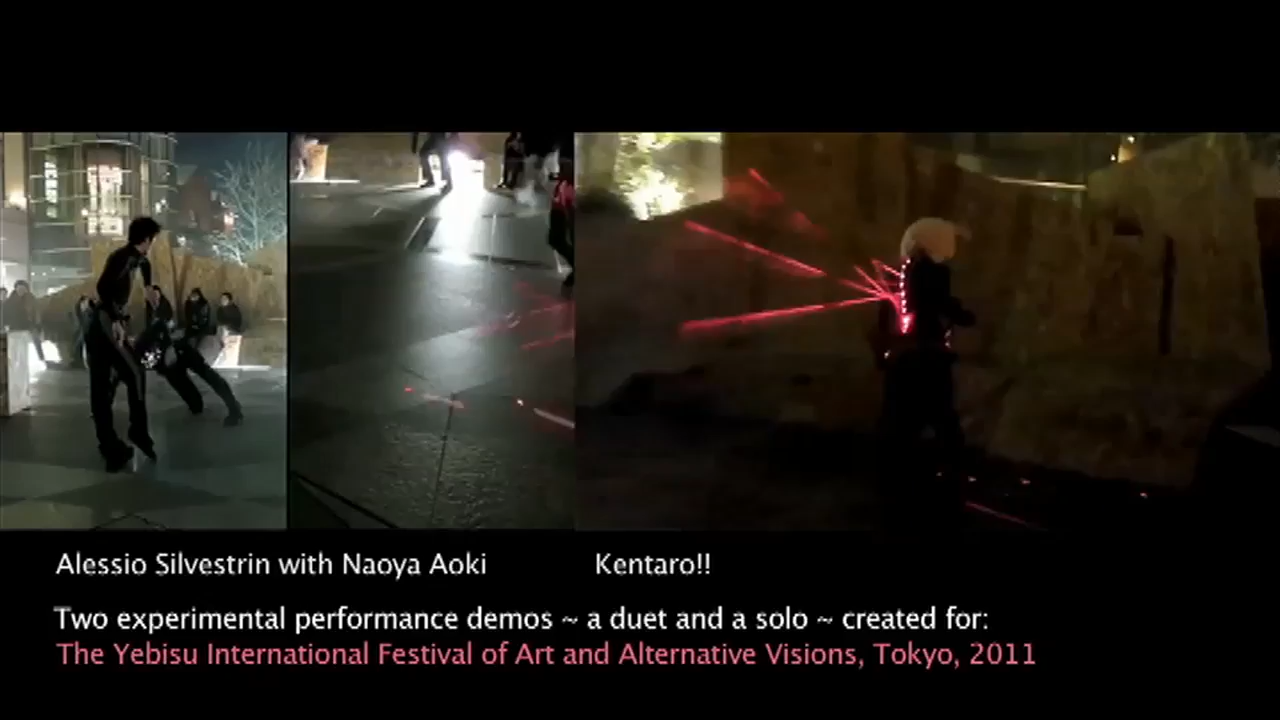 Alessio Silvestrin with Naoya Aoki Kentaro!!
Two experimental performance demos ~ a duet and a solo ~ created for:
The Yebisu International Festival of Art and Alternative Visions, Tokyo, 2011